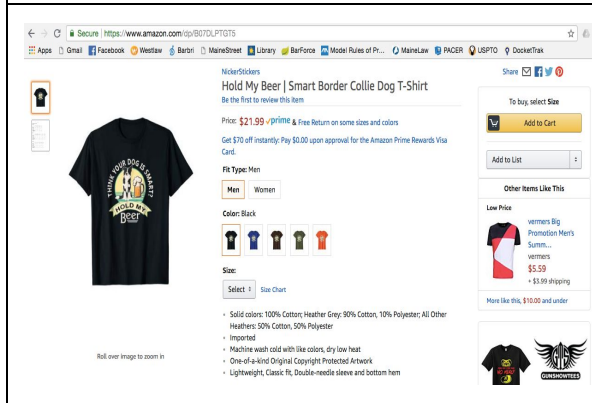 Secure | https://www.amazon.com/dp/B07DLPTGT5
Apps Gmail Facebook Westlaw Barbri MaineStreet Library BarForce Model Rules of Pr... MaineLaw PACER USPTO DocketTrak
NickerStickers
Hold My Beer | Smart Border Collie Dog T-Shirt
Be the first to review this item
Price: $21.99 prime & Free Return on some sizes and colors
Get $70 off instantly: Pay $0.00 upon approval for the Amazon Prime Rewards Visa
Card.
Fit Type: Men
Men Women
Color: Black
Size:
Select Size Chart
• Solid colors: 100% Cotton; Heather Grey: 90% Cotton, 10% Polyester; All Other
Heathers: 50% Cotton, 50% Polyester
• Imported
• Machine wash cold with like colors, dry low heat
• One-of-a-kind Original Copyright Protected Artwork
• Lightweight, Classic fit, Double-needle sleeve and bottom hem
THINK YOUR DOG IS SMART?
HOLD MY
Beer
Roll over image to zoom in
Share
To buy, select Size
Add to Cart
Add to List
Other Items Like This
Low Price
vermers Big
Promotion Men's
Summ...
vermers
$5.59
+ $3.99 shipping
More like this, $10.00 and under
GUNSHOWTEES